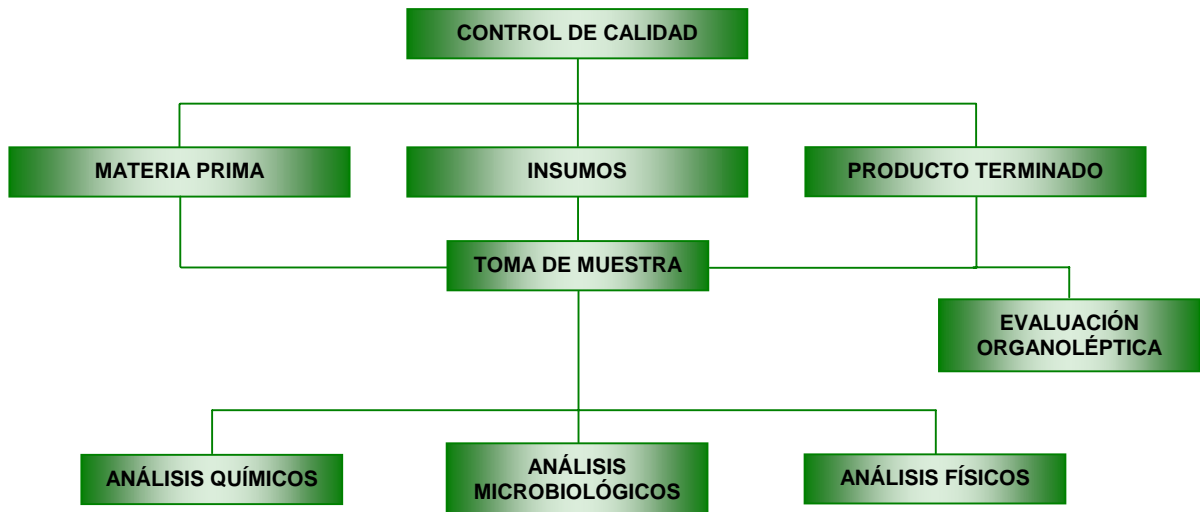 CONTROL DE CALIDAD
MATERIA PRIMA
INSUMOS
PRODUCTO TERMINADO
TOMA DE MUESTRA
EVALUACIÓN
ORGANOLÉPTICA
ANÁLISIS QUÍMICOS
ANÁLISIS
MICROBIOLÓGICOS
ANÁLISIS FÍSICOS